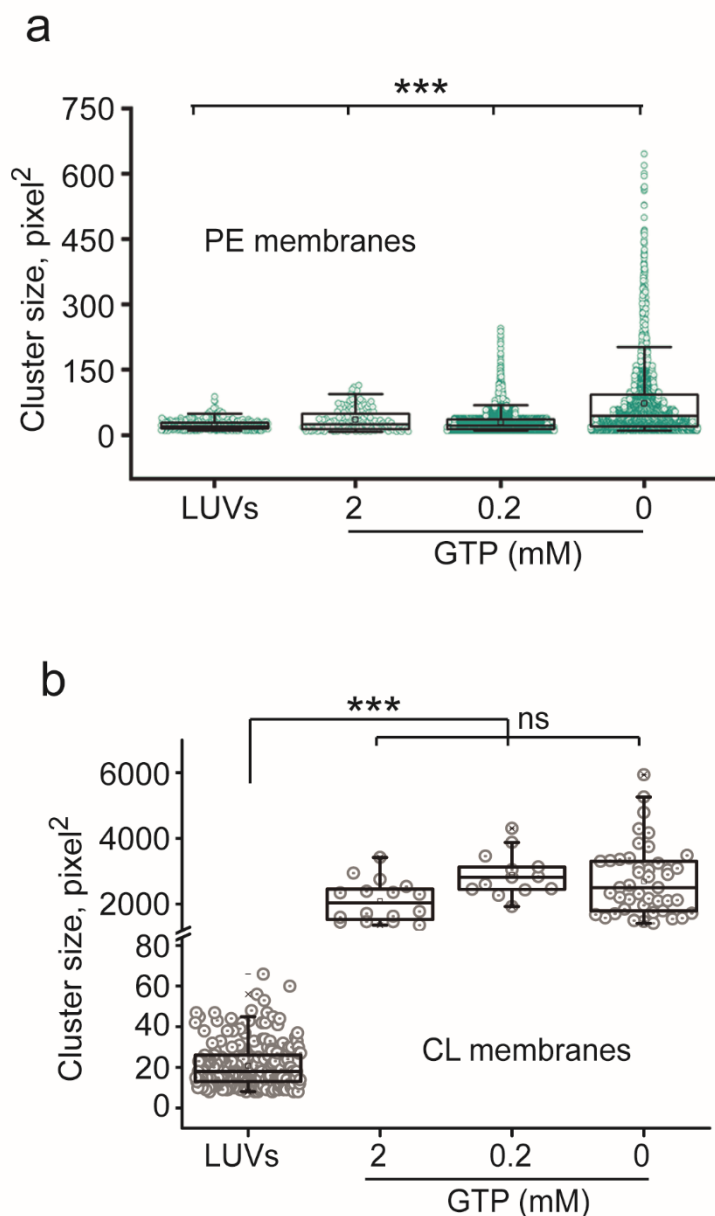 a
***
750
600
450
300
150
0
Cluster size, pixel²
PE membranes
LUVs 2 0.2 0
GTP (mM)
b
***
ns
6000
4000
2000
80
60
40
20
0
Cluster size, pixel²
CL membranes
LUVs 2 0.2 0
GTP (mM)